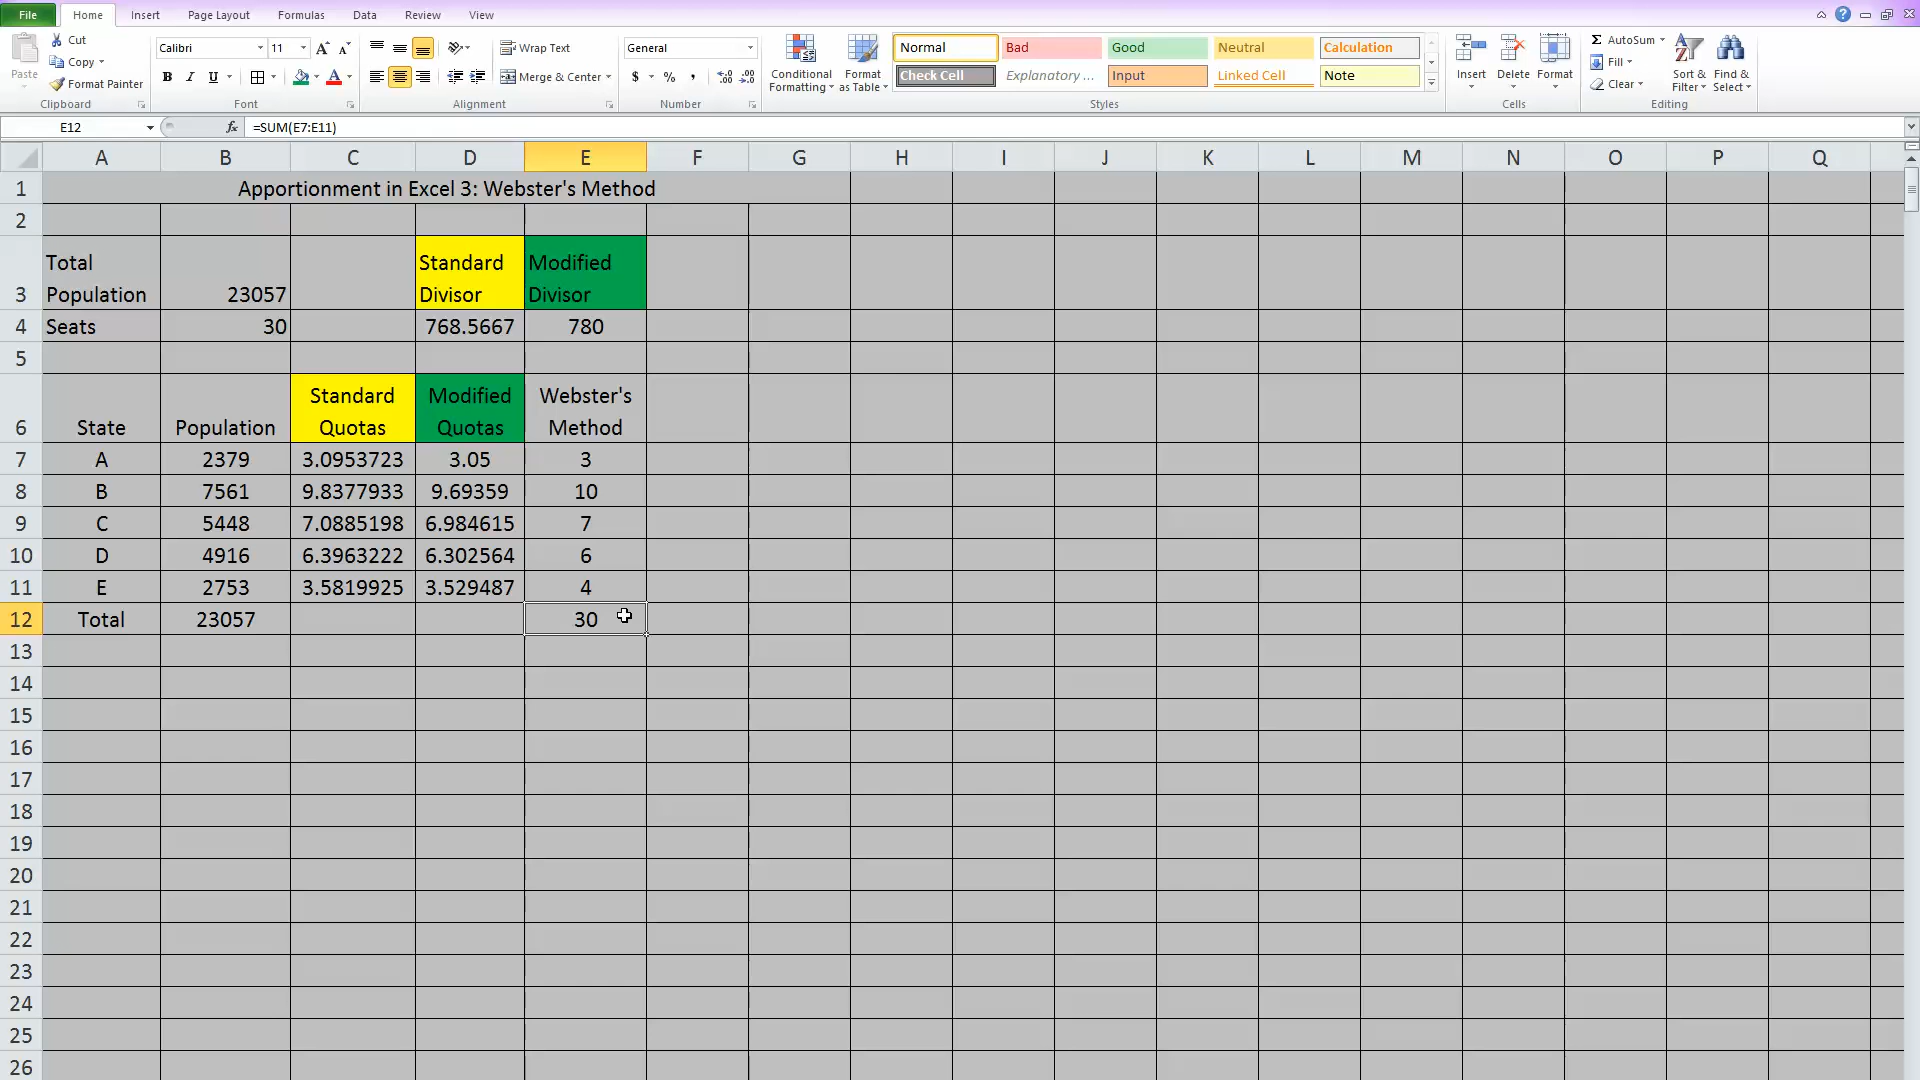 File Home Insert Page Layout Formulas Data Review View
Paste
Cut
Copy
Format Painter
Clipboard
Calibri 11
B I U
Font
Wrap Text
Merge & Center
Alignment
General
$ % ,
Number
Conditional
Formatting
Format
as Table
Normal Bad Good Neutral Calculation
Check Cell Explanatory ... Input Linked Cell Note
Styles
Insert Delete Format
Cells
Σ AutoSum
Fill
Clear
Sort &
Filter
Find &
Select
Editing
E12 fx =SUM(E7:E11)
A B C D E F G H I J K L M N O P Q
1 Apportionment in Excel 3: Webster's Method
2
Total Standard Modified
3 Population 23057 Divisor Divisor
4 Seats 30 768.5667 780
5
Standard Modified Webster's
6 State Population Quotas Quotas Method
7 A 2379 3.0953723 3.05 3
8 B 7561 9.8377933 9.69359 10
9 C 5448 7.0885198 6.984615 7
10 D 4916 6.3963222 6.302564 6
11 E 2753 3.5819925 3.529487 4
12 Total 23057 30
13
14
15
16
17
18
19
20
21
22
23
24
25
26